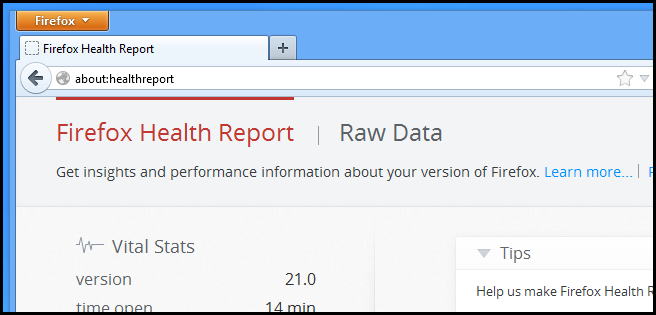 Firefox
Firefox Health Report
about:healthreport
Firefox Health Report | Raw Data
Get insights and performance information about your version of Firefox. Learn more... |
Vital Stats
version 21.0
time open 14 min
Tips
Help us make Firefox Health